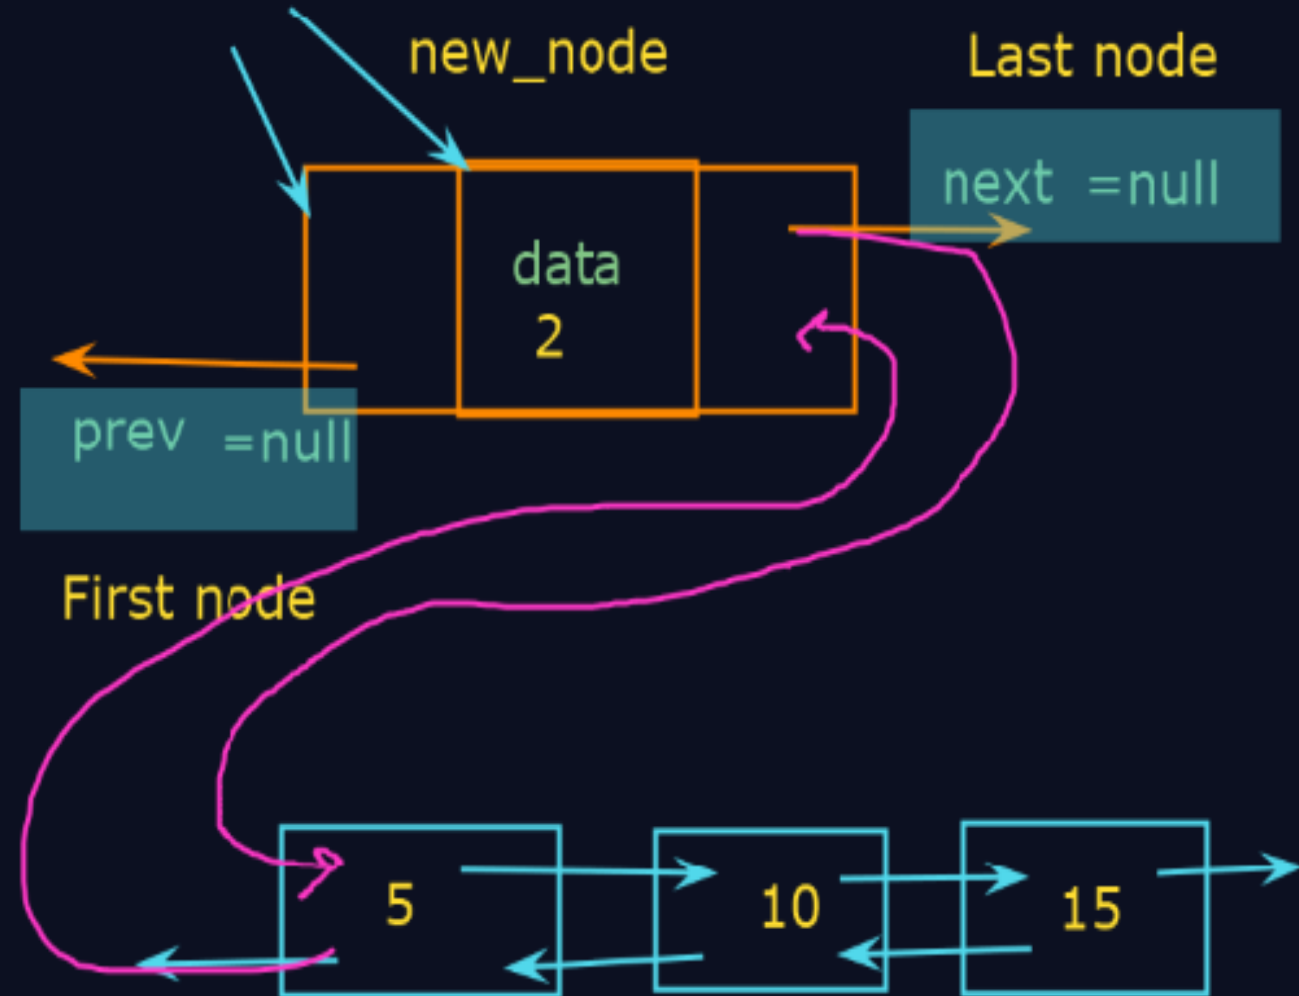 new_node
Last node
next =null
data
2
prev =null
First node
5
10
15